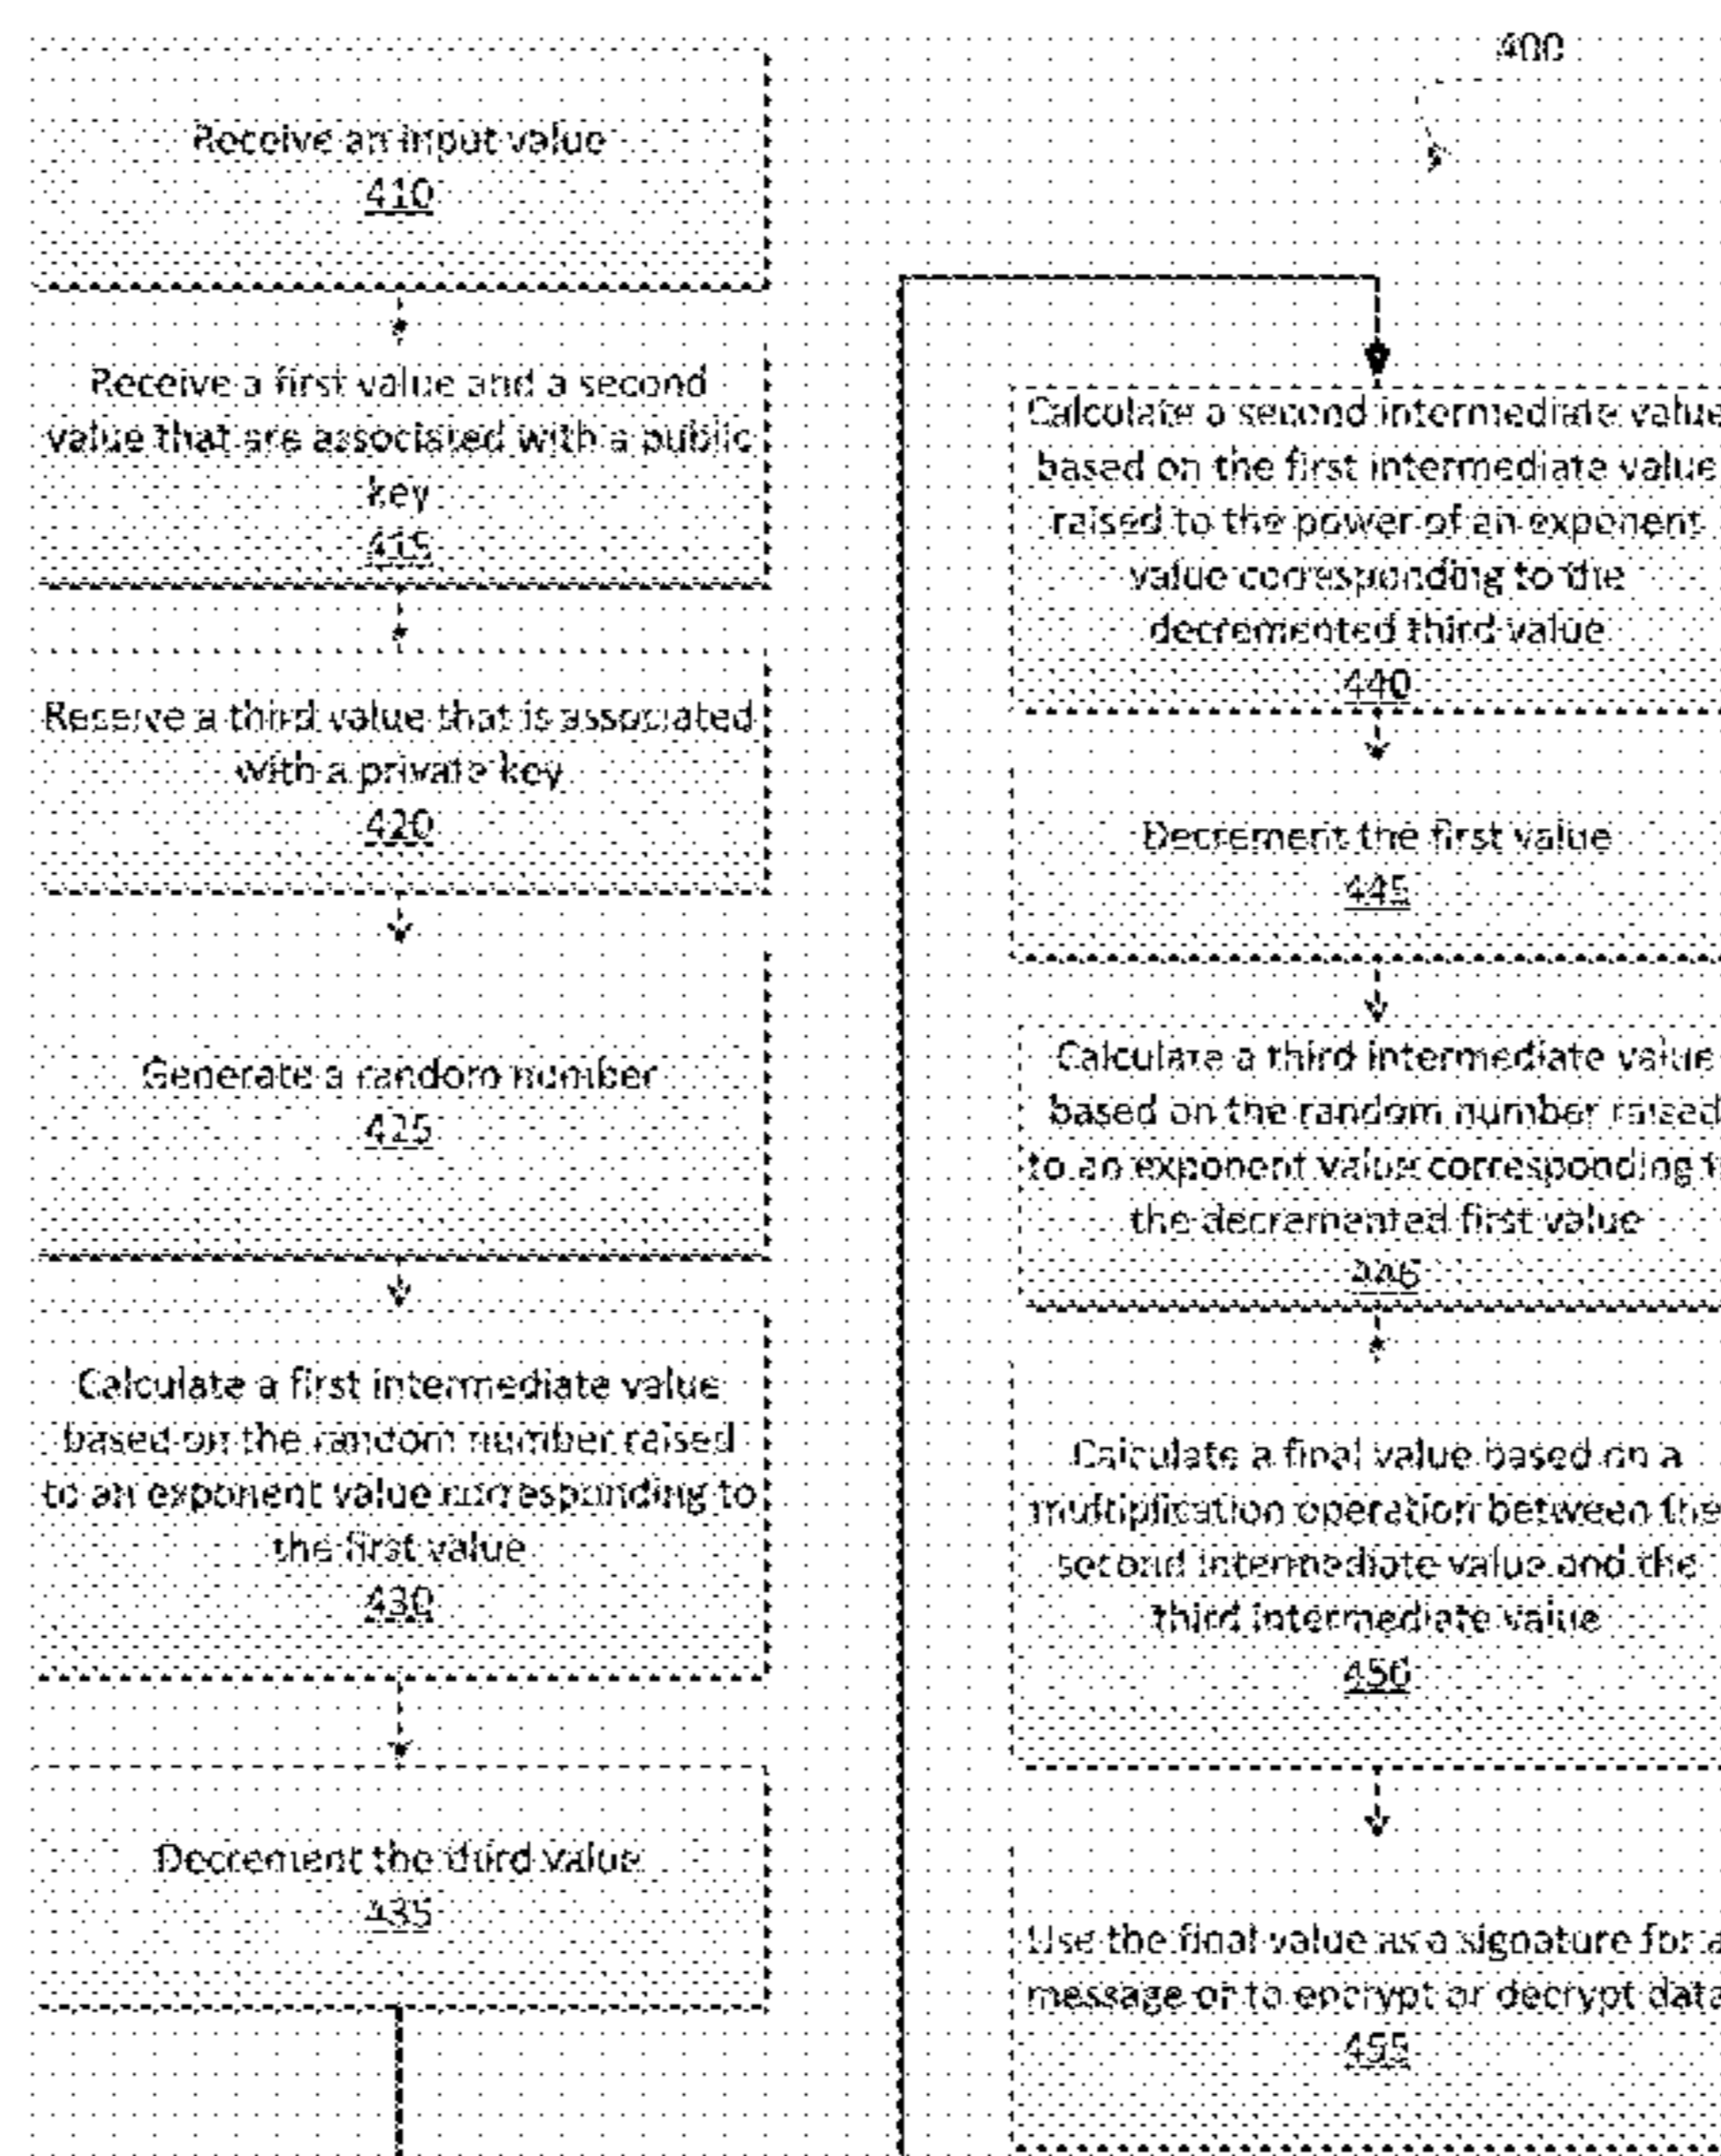 400
Receive an input value
410
Receive a first value and a second
value that are associated with a public
key
415
Receive a third value that is associated
with a private key
420
Generate a random number
425
Calculate a first intermediate value
based on the random number raised
to an exponent value corresponding to
the first value
430
Decrement the third value
435
Calculate a second intermediate value
based on the first intermediate value
raised to the power of an exponent
value corresponding to the
decremented third value
440
Decrement the first value
445
Calculate a third intermediate value
based on the random number raised
to an exponent value corresponding
the decremented first value
446
Calculate a final value based on a
multiplication operation between the
second intermediate value and the
third intermediate value
450
Use the final value as a signature for a
message or to encrypt or decrypt data
455